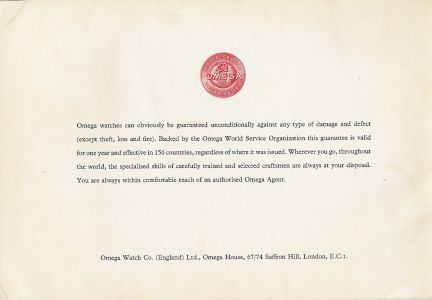 OMEGA
Omega watches can obviously be guaranteed unconditionally against any type of damage and defect
(except theft, loss and fire). Backed by the Omega World Service Organization this guarantee is valid
for one year and effective in 156 countries, regardless of where it was issued. Wherever you go, throughout
the world, the specialised skills of carefully trained and selected craftsmen are always at your disposal.
You are always within comfortable reach of an authorised Omega Agent.
Omega Watch Co. (England) Ltd., Omega House, 67/74 Saffron Hill, London, E.C.1.